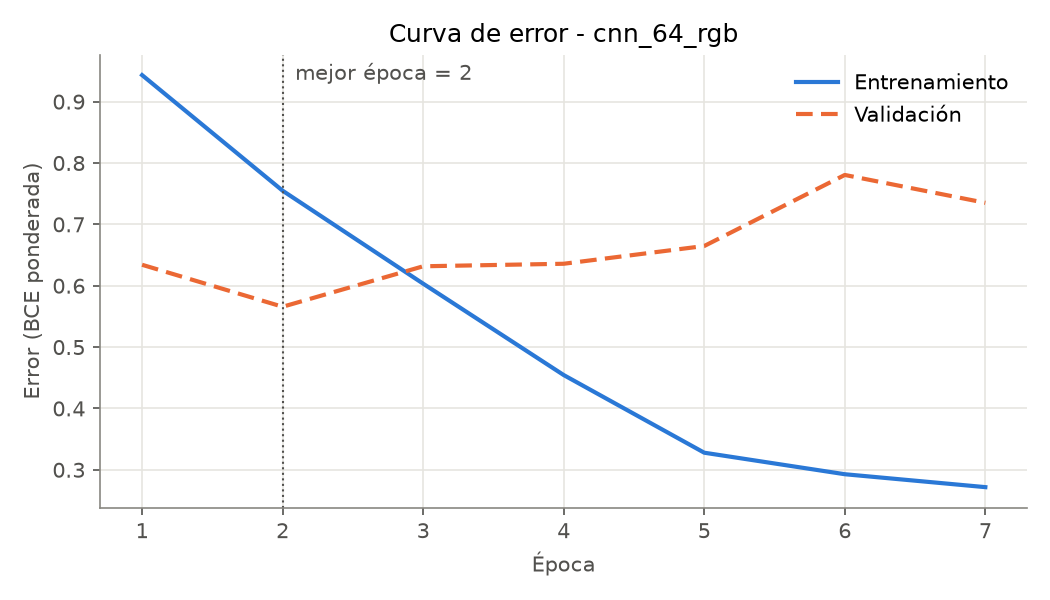 Curva de error - cnn_64_rgb
mejor época = 2
Entrenamiento
Validación
Error (BCE ponderada)
0.9
0.8
0.7
0.6
0.5
0.4
0.3
1 2 3 4 5 6 7
Época